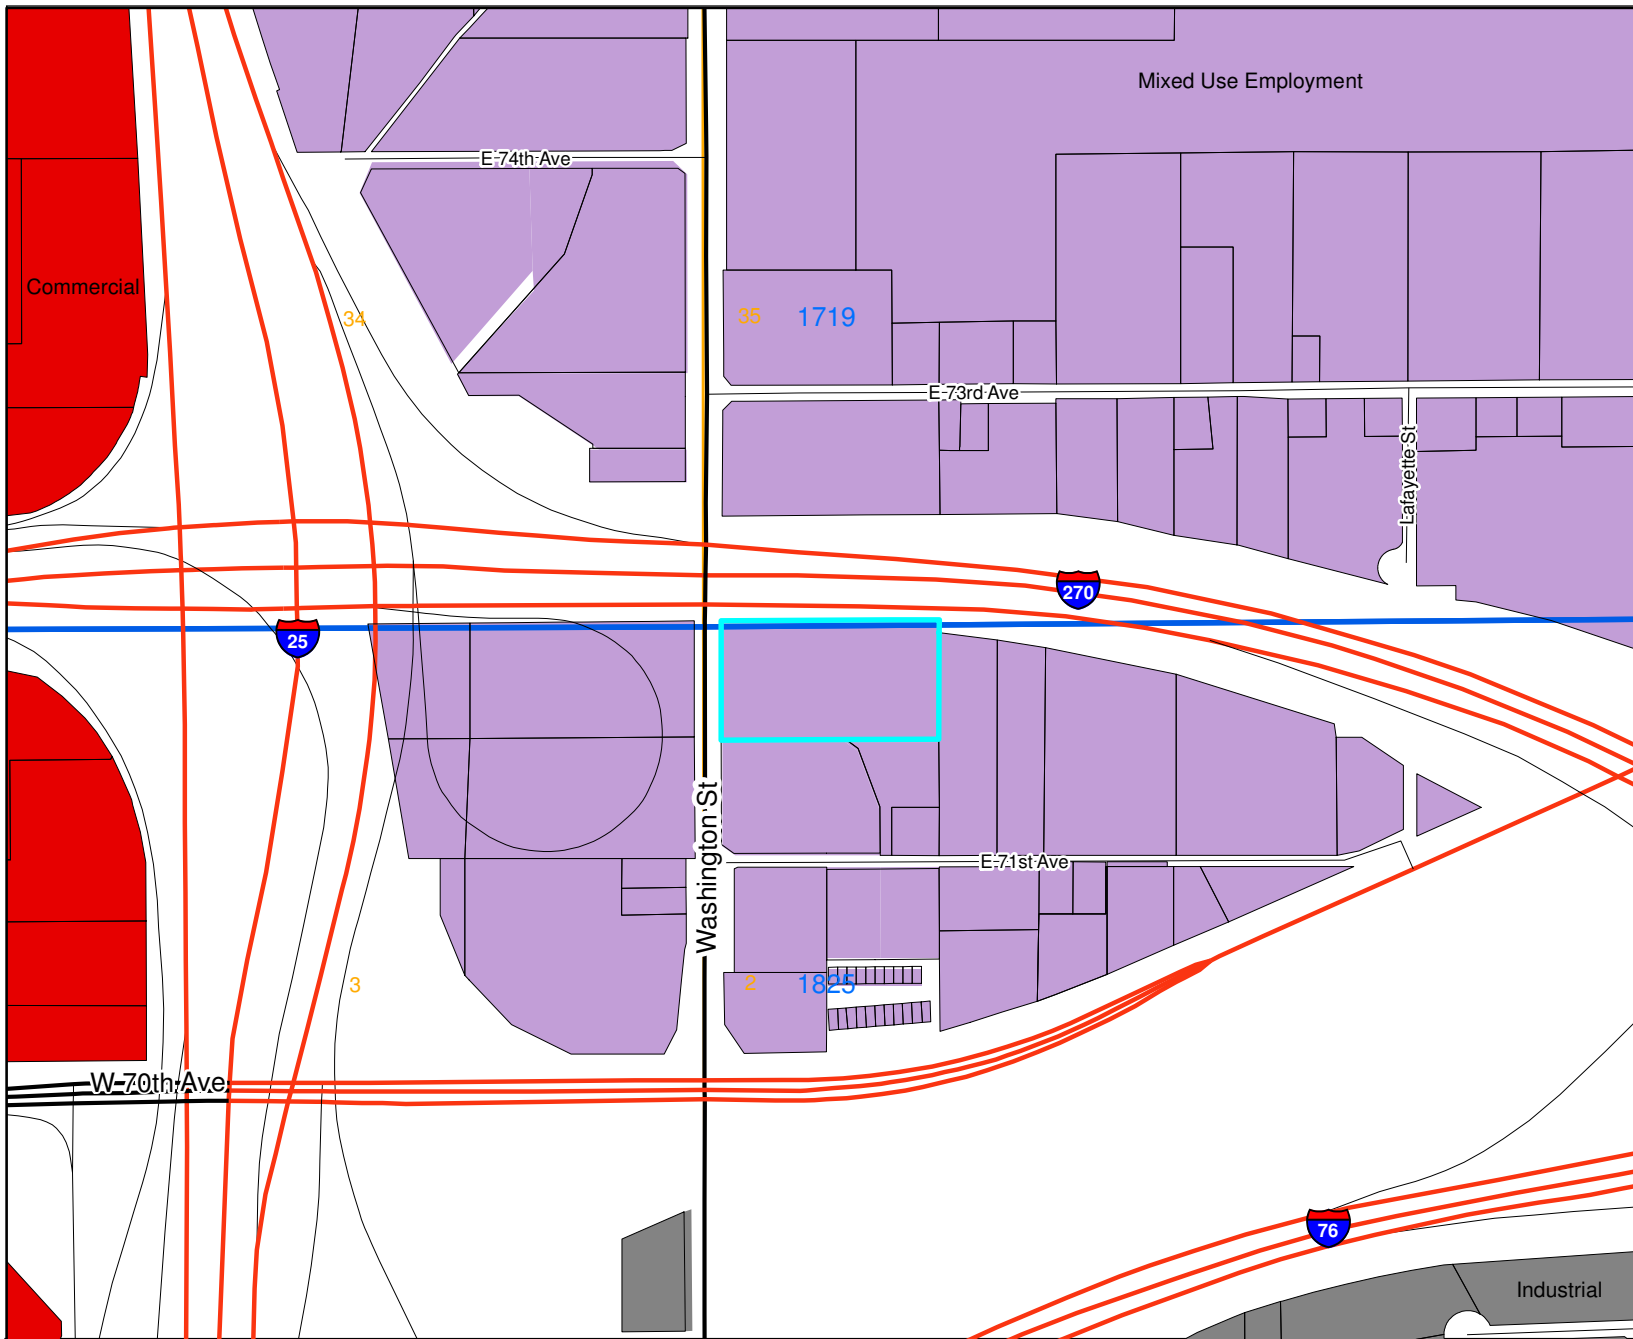 Mixed Use Employment
E 74th Ave
Commercial
34
35
1719
E 73rd Ave
Lafayette St
270
25
Washington St
E 71st Ave
3
2
1825
W 70th Ave
76
Industrial